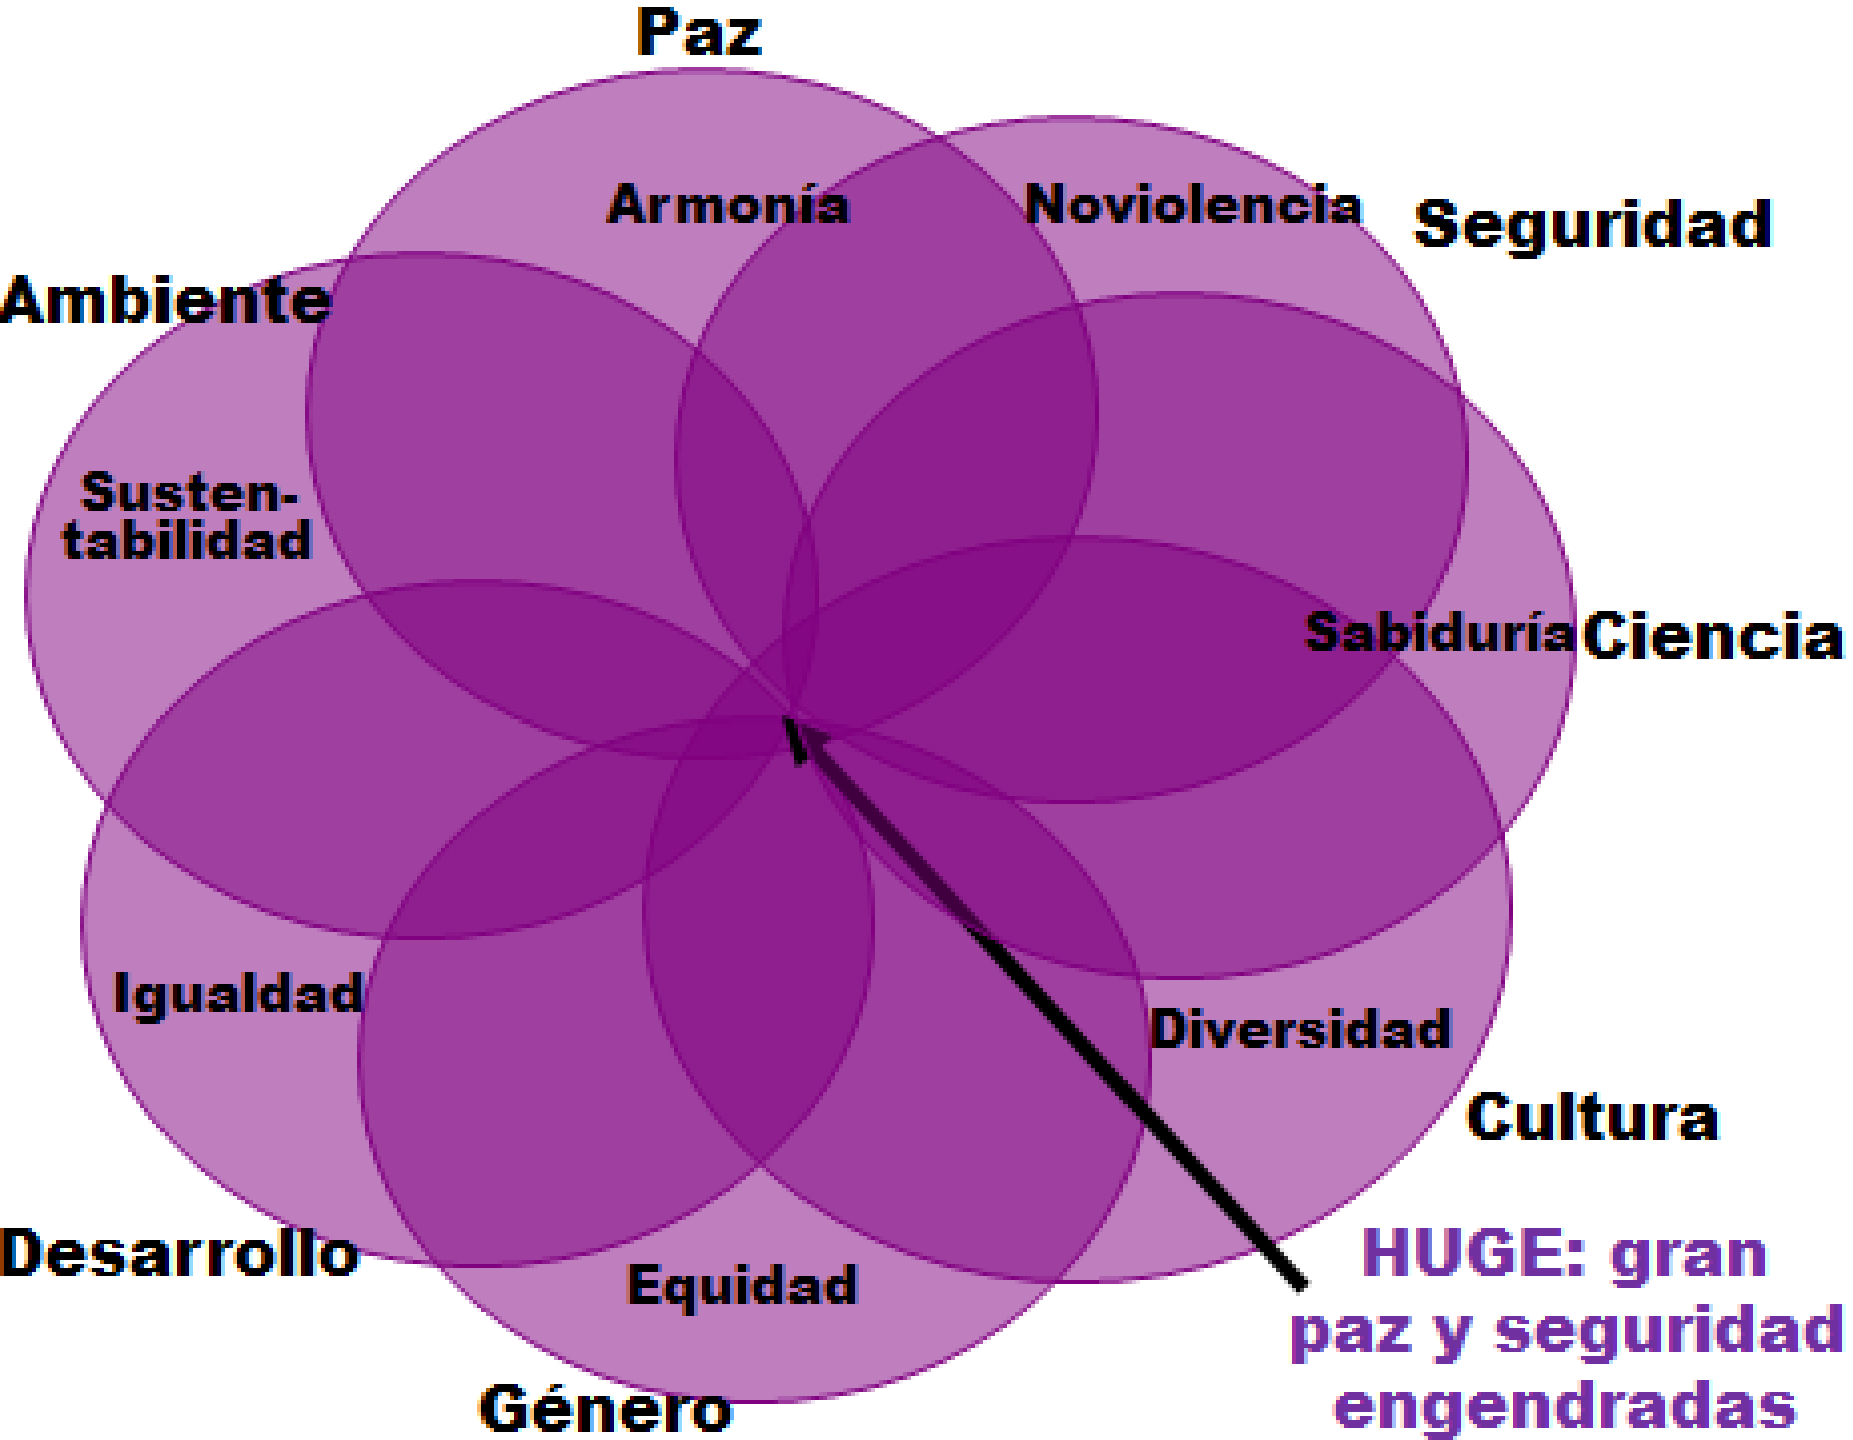 Paz
Armonía
Noviolencia
Seguridad
Ambiente
Susten-
tabilidad
Sabiduría
Ciencia
Igualdad
Diversidad
Cultura
Desarrollo
Equidad
Género
HUGE: gran
paz y seguridad
engendradas